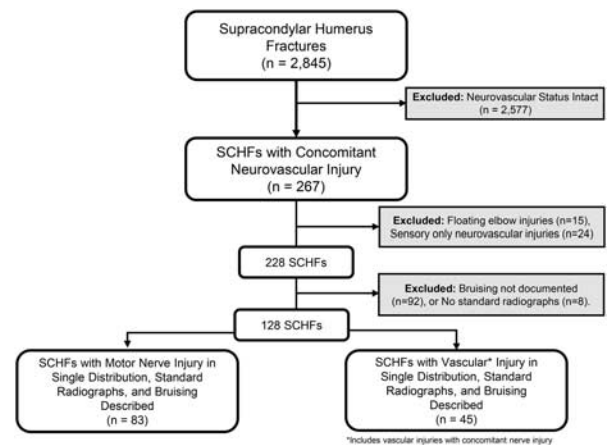 Supracondylar Humerus
Fractures
(n = 2,845)
Excluded: Neurovascular Status Intact
(n = 2,577)
SCHFs with Concomitant
Neurovascular Injury
(n = 267)
Excluded: Floating elbow injuries (n=15),
Sensory only neurovascular injuries (n=24)
228 SCHFs
Excluded: Bruising not documented
(n=92), or No standard radiographs (n=8).
128 SCHFs
SCHFs with Motor Nerve Injury in
Single Distribution, Standard
Radiographs, and Bruising
Described
(n = 83)
SCHFs with Vascular* Injury in
Single Distribution, Standard
Radiographs, and Bruising
Described
(n = 45)
*Includes vascular injuries with concomitant nerve injury